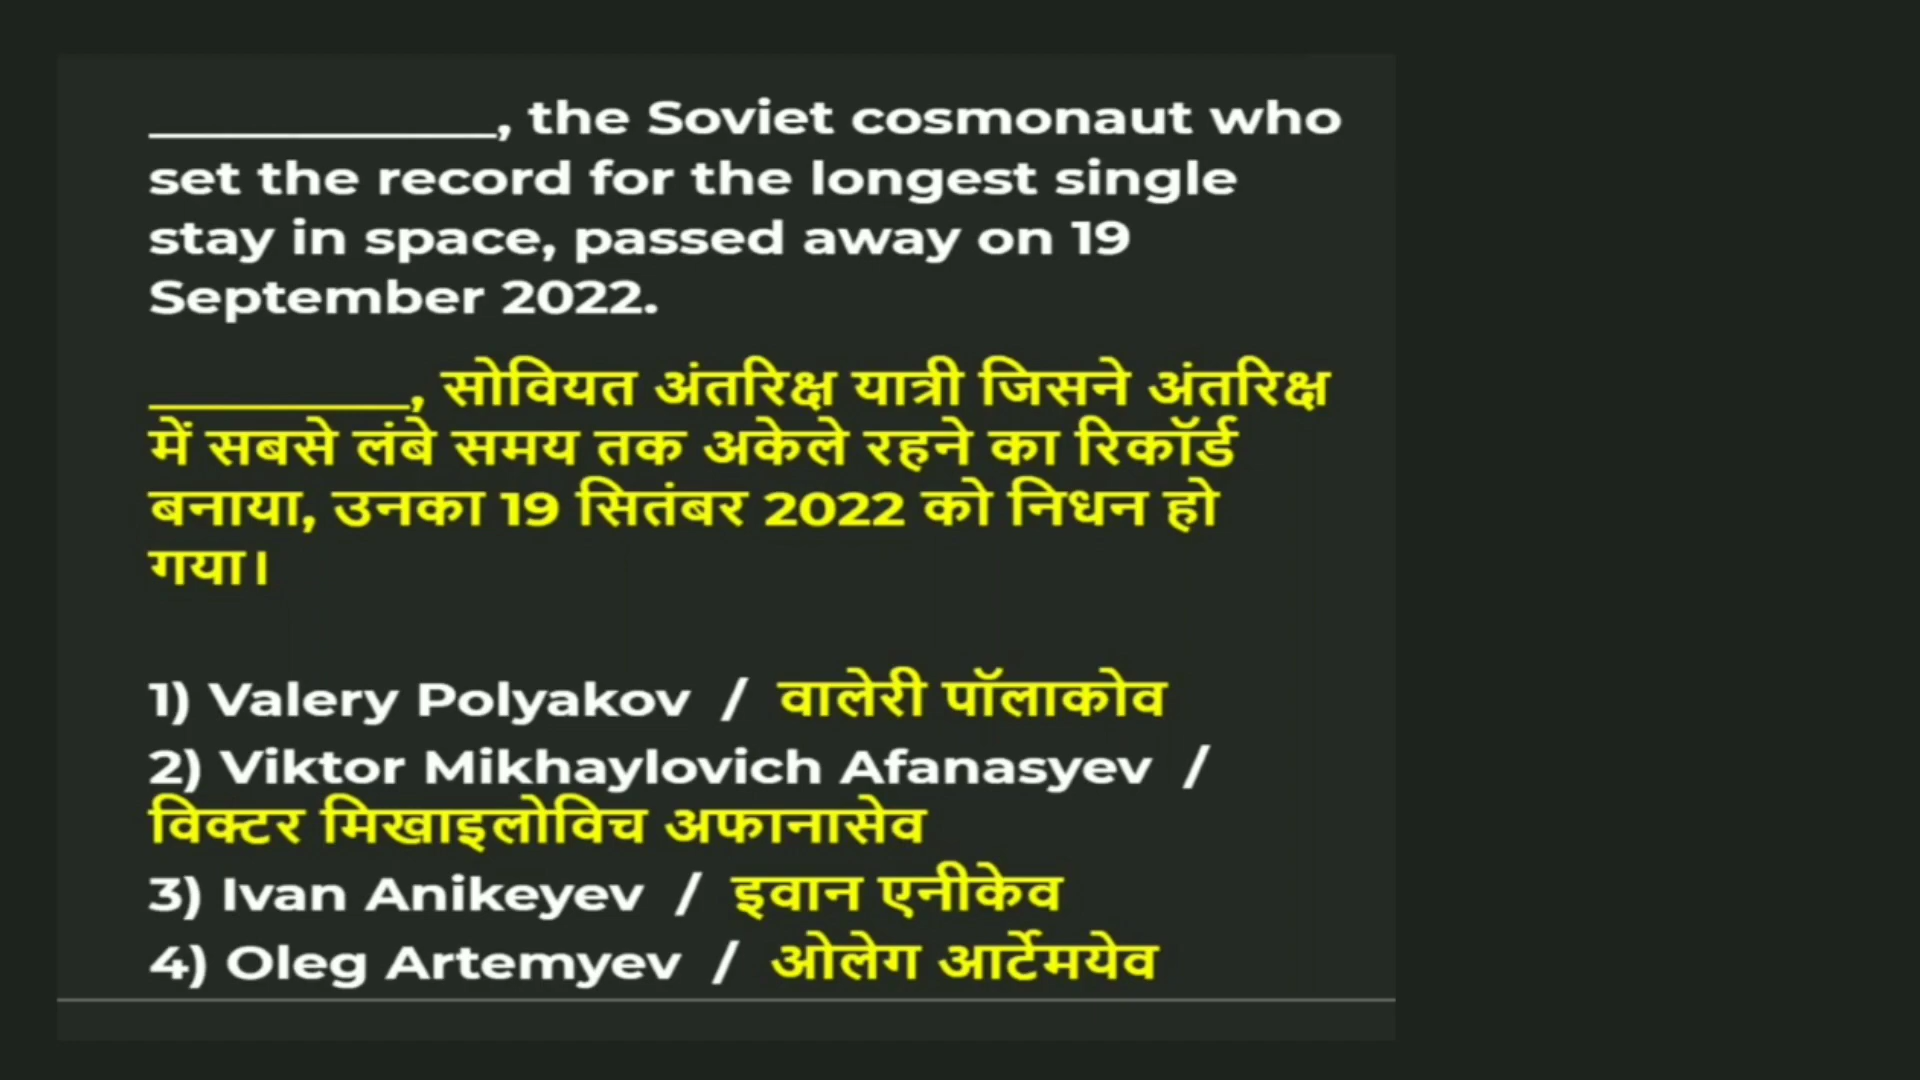 ____________, the Soviet cosmonaut who
set the record for the longest single
stay in space, passed away on 19
September 2022.
_________, सोवियत अंतरिक्ष यात्री जिसने अंतरिक्ष
में सबसे लंबे समय तक अकेले रहने का रिकॉर्ड
बनाया, उनका 19 सितंबर 2022 को निधन हो
गया।
1) Valery Polyakov / वालेरी पॉलाकोव
2) Viktor Mikhaylovich Afanasyev /
विक्टर मिखाइलोविच अफानासेव
3) Ivan Anikeyev / इवान एनीकेव
4) Oleg Artemyev / ओलेग आर्टेमयेव